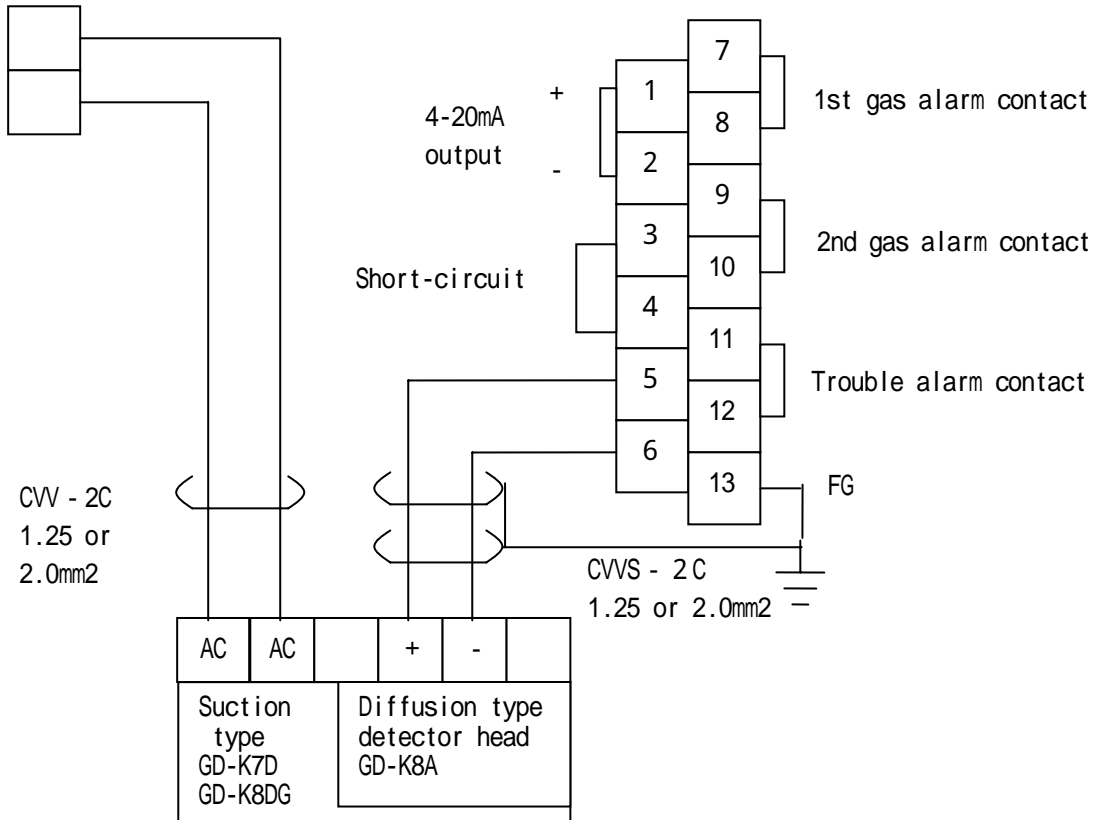 7
1st gas alarm contact
+
1
4-20mA
output
8
-
2
9
2nd gas alarm contact
3
10
Short-circuit
4
11
5
Trouble alarm contact
12
6
13
FG
CVV - 2C
1.25 or
2.0mm2
CVVS - 2C
1.25 or 2.0mm2
AC
AC
+
-
Suction
type
GD-K7D
GD-K8DG
Diffusion type
detector head
GD-K8A